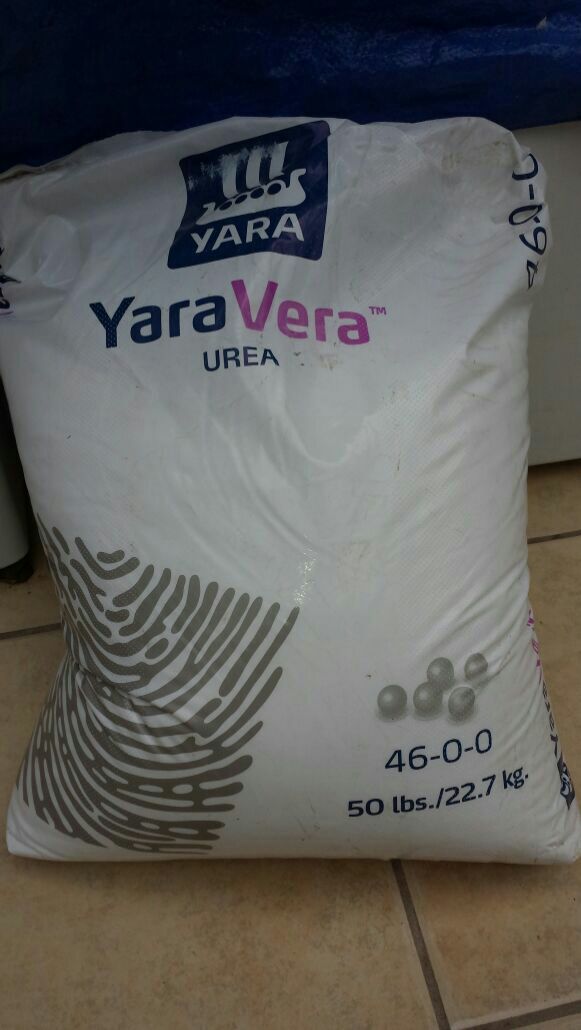 YARA
YaraVera™
UREA
46-0-0
46-0-0
50 lbs./22.7 kg.